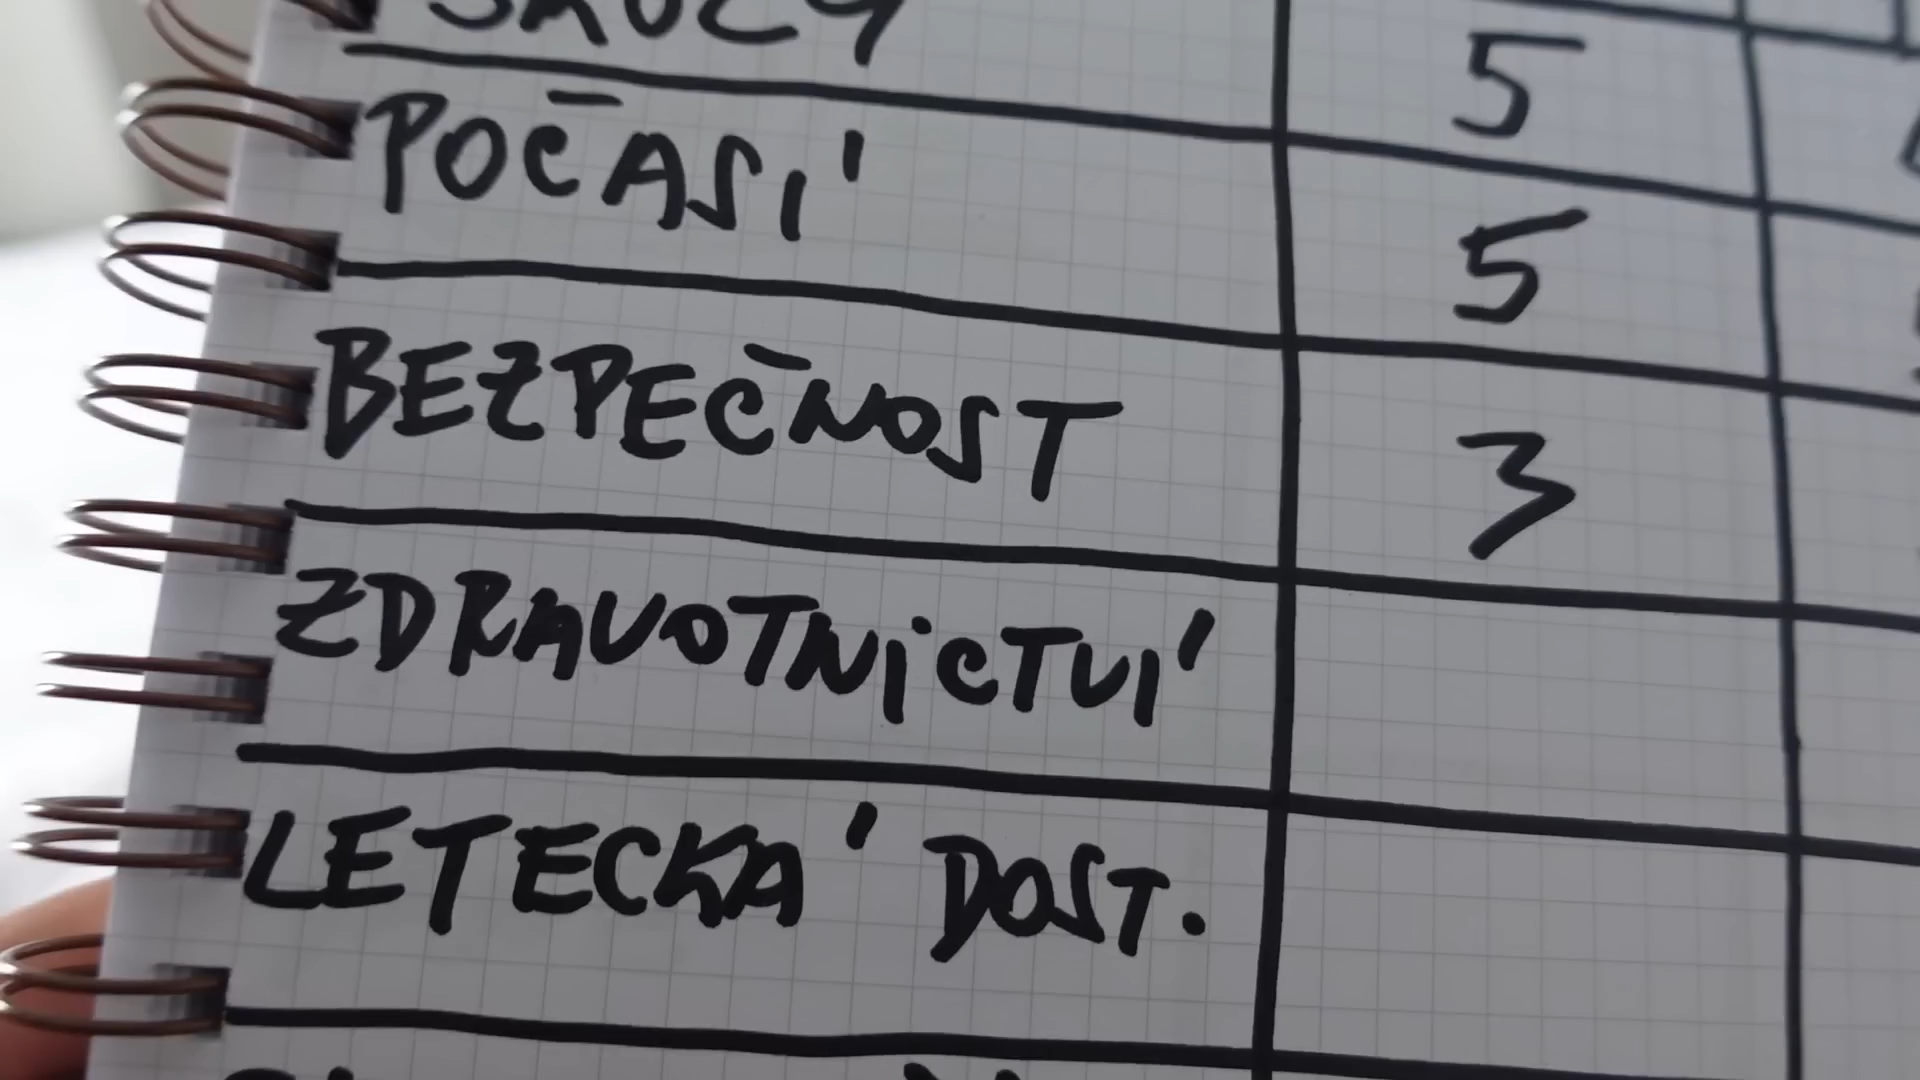 5
POČASÍ 5
BEZPEČNOST 3
ZDRAVOTNICTVÍ
LETECKÁ DOST.